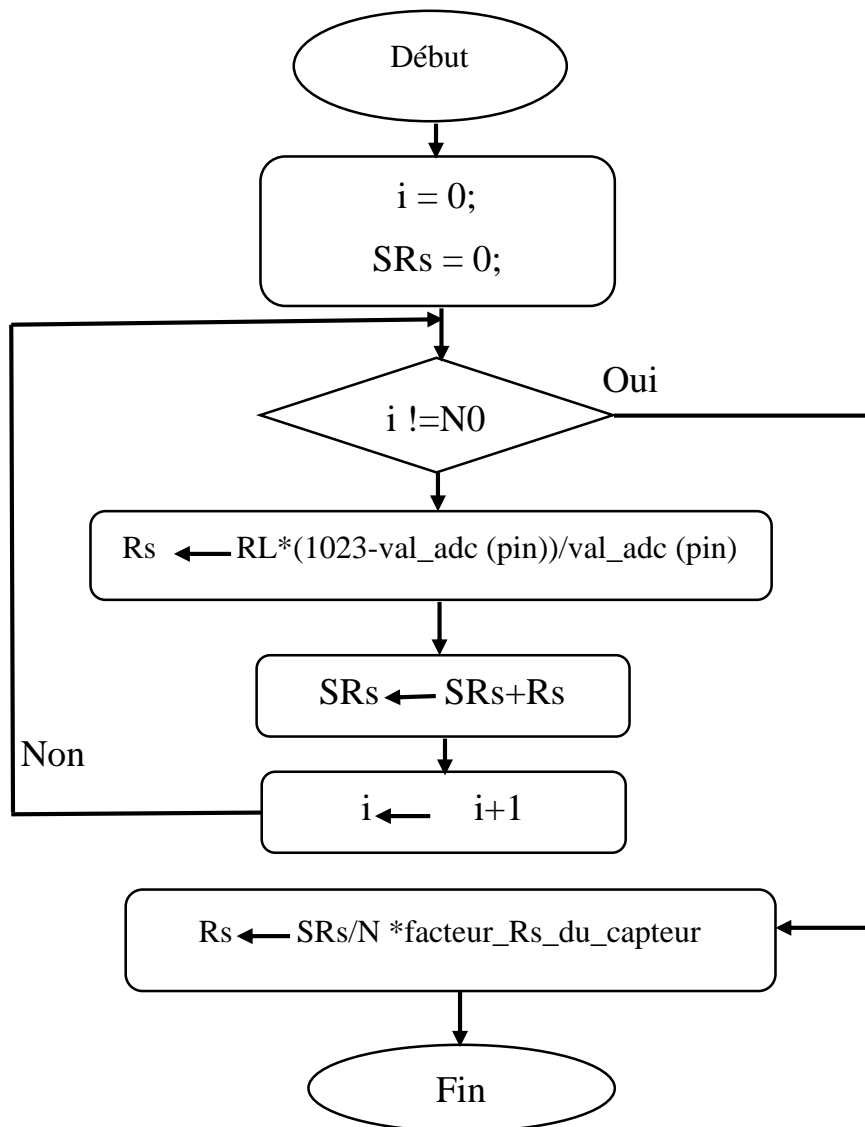 Début
i = 0;
SRs = 0;
Oui
i !=N0
Rs RL*(1023-val_adc (pin))/val_adc (pin)
SRs SRs+Rs
Non
i i+1
Rs SRs/N *facteur_Rs_du_capteur
Fin